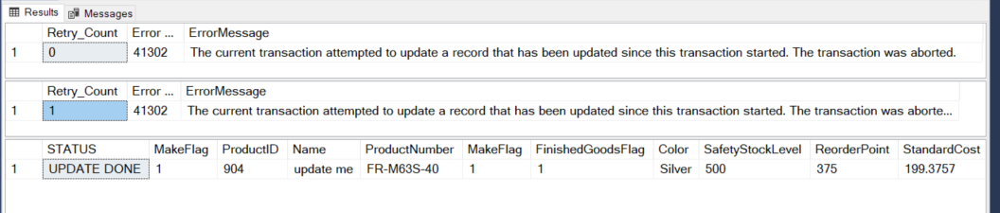 Results Messages
Retry_Count Error ... ErrorMessage
1 0 41302 The current transaction attempted to update a record that has been updated since this transaction started. The transaction was aborted.
Retry_Count Error ... ErrorMessage
1 1 41302 The current transaction attempted to update a record that has been updated since this transaction started. The transaction was aborte...
STATUS MakeFlag ProductID Name ProductNumber MakeFlag FinishedGoodsFlag Color SafetyStockLevel ReorderPoint StandardCost
1 UPDATE DONE 1 904 update me FR-M63S-40 1 1 Silver 500 375 199.3757